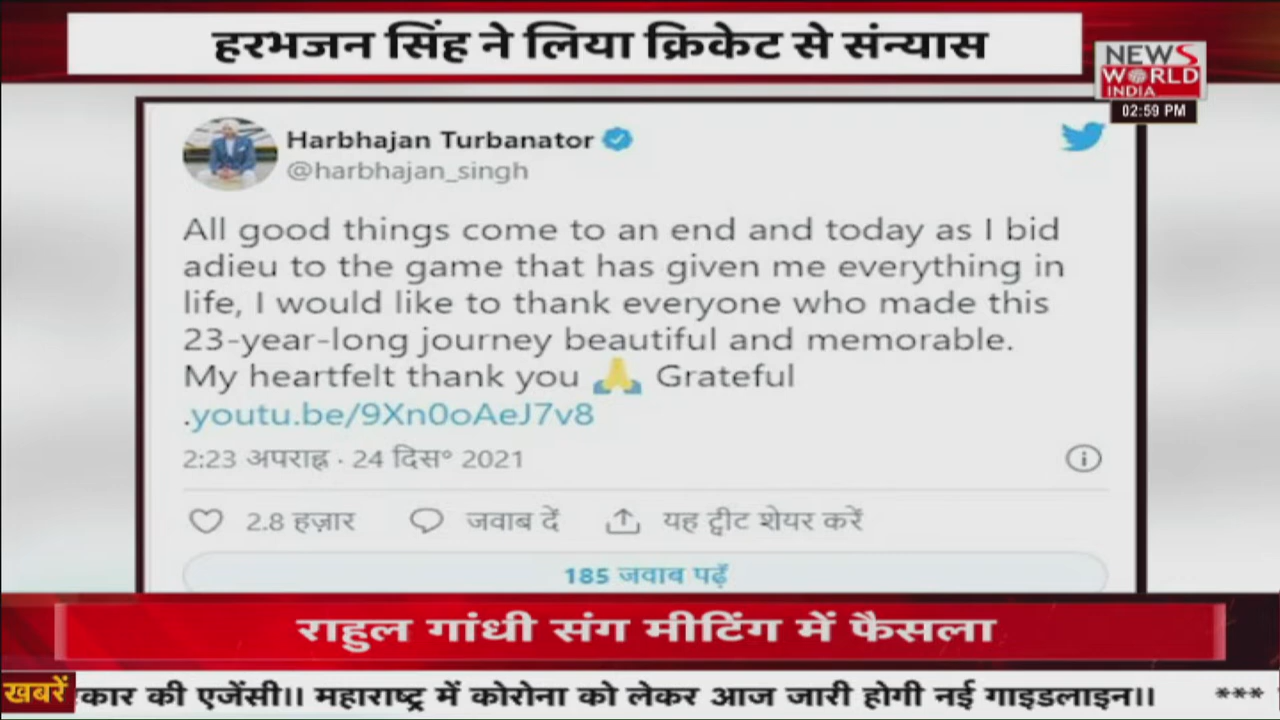 हरभजन सिंह ने लिया क्रिकेट से संन्यास
NEWS
WORLD
INDIA
02:59 PM
Harbhajan Turbanator
@harbhajan_singh
All good things come to an end and today as I bid
adieu to the game that has given me everything in
life, I would like to thank everyone who made this
23-year-long journey beautiful and memorable.
My heartfelt thank you 🙏 Grateful
.youtu.be/9Xn0oAeJ7v8
2:23 अपराह्न · 24 दिस॰ 2021
2.8 हज़ार जवाब दें यह ट्वीट शेयर करें
185 जवाब पढ़ें
राहुल गांधी संग मीटिंग में फैसला
खबरें कार की एजेंसी।। महाराष्ट्र में कोरोना को लेकर आज जारी होगी नई गाइडलाइन।। ***